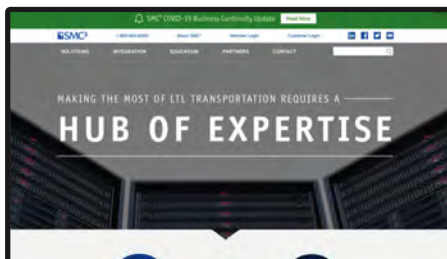 SMC³ COVID-19 Business Continuity Update Read More
SMC³ About SMC³ Member Login Customer Login
SOLUTIONS INTEGRATION EDUCATION PARTNERS CONTACT
MAKING THE MOST OF LTL TRANSPORTATION REQUIRES A
HUB OF EXPERTISE